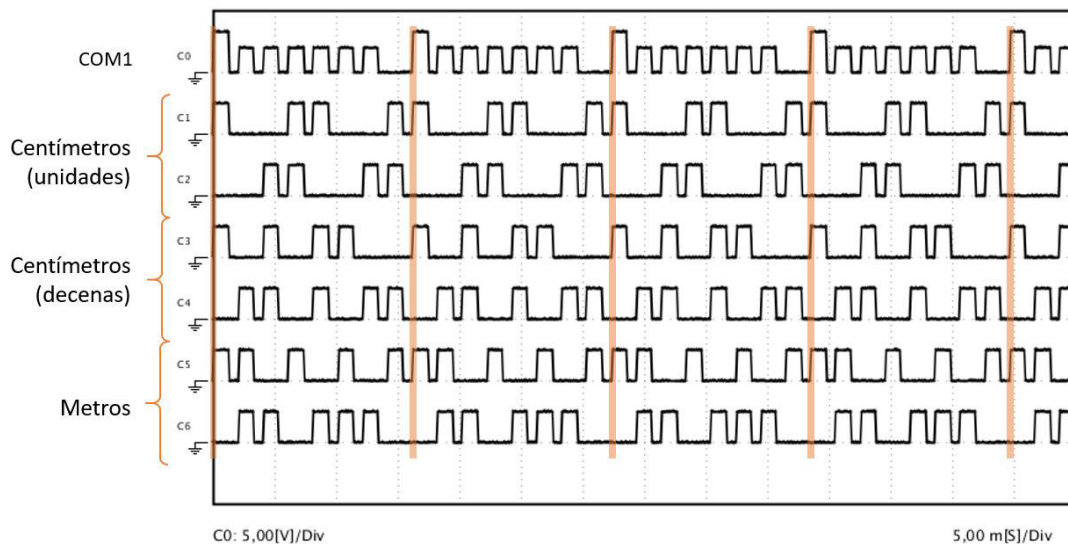 COM1
C0
Centímetros
(unidades)
C1
C2
Centímetros
(decenas)
C3
C4
Metros
C5
C6
C0: 5,00[V]/Div
5,00 m[S]/Div